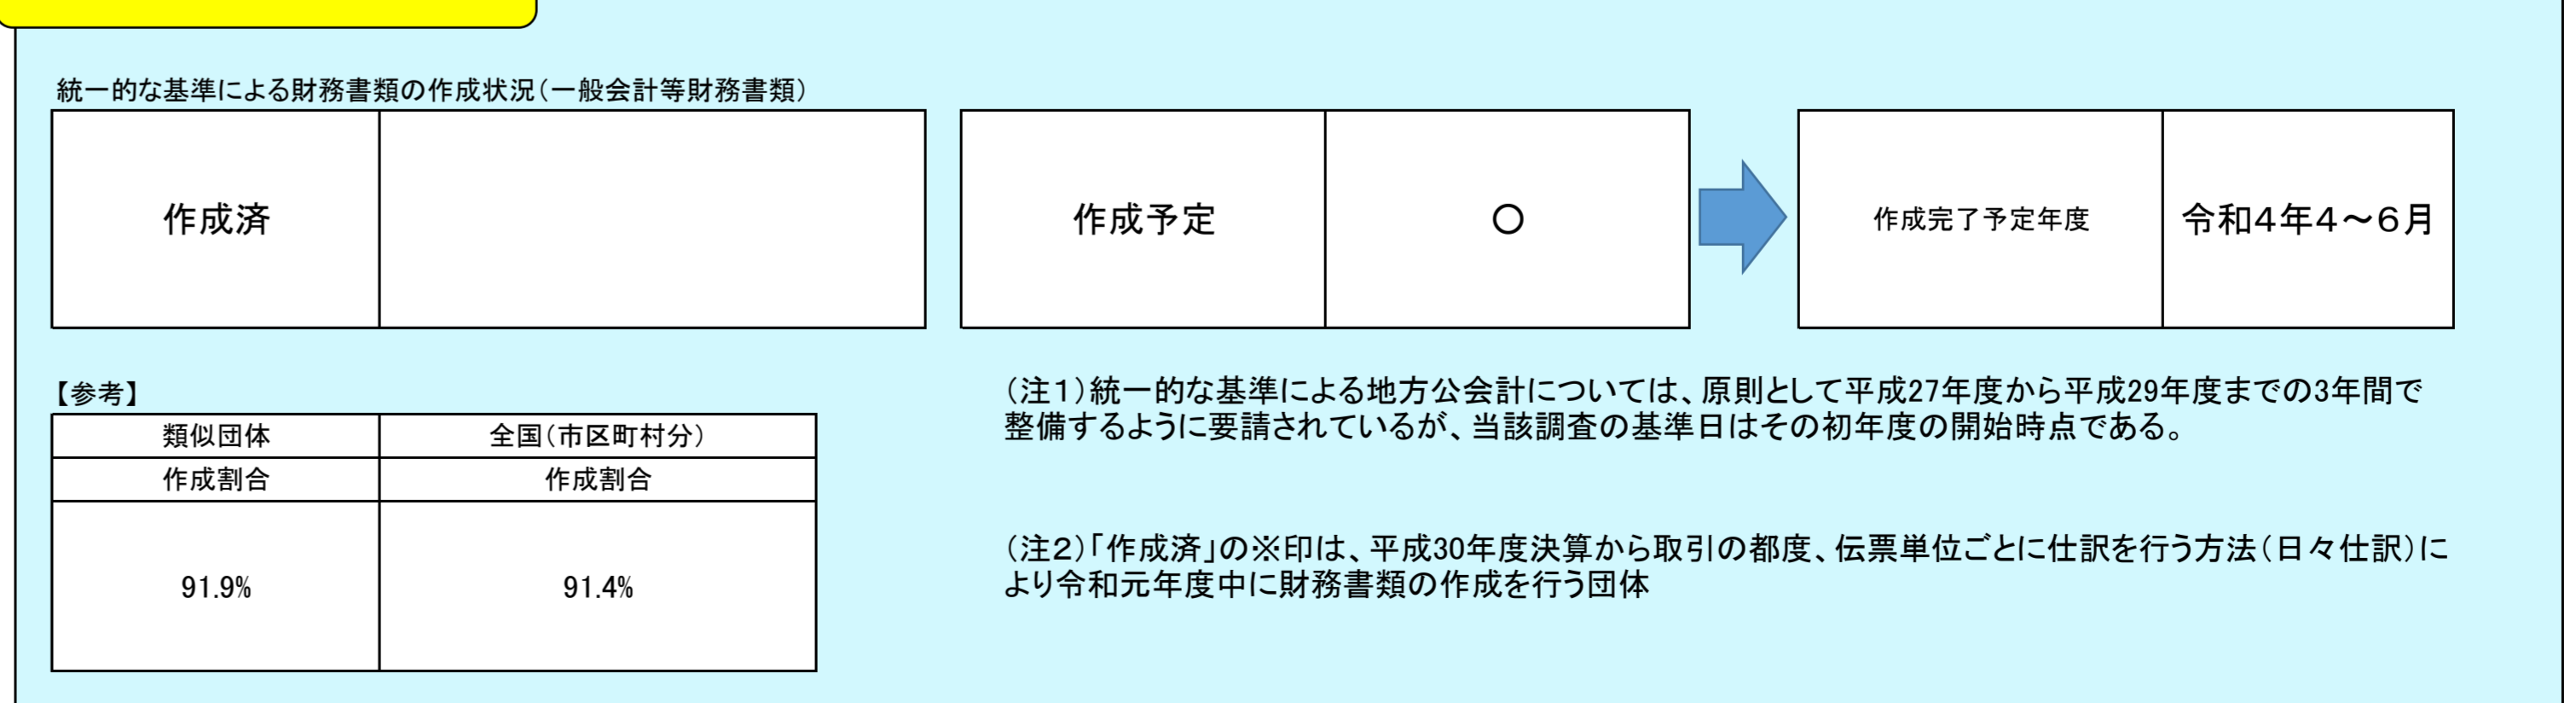 統一的な基準による財務書類の作成状況（一般会計等財務書類）
作成済
作成予定
○
作成完了予定年度
令和４年４～６月
【参考】
類似団体
全国（市区町村分）
作成割合
作成割合
91.9%
91.4%
（注１）統一的な基準による地方公会計については、原則として平成27年度から平成29年度までの3年間で
整備するように要請されているが、当該調査の基準日はその初年度の開始時点である。
（注２）「作成済」の※印は、平成30年度決算から取引の都度、伝票単位ごとに仕訳を行う方法（日々仕訳）に
より令和元年度中に財務書類の作成を行う団体